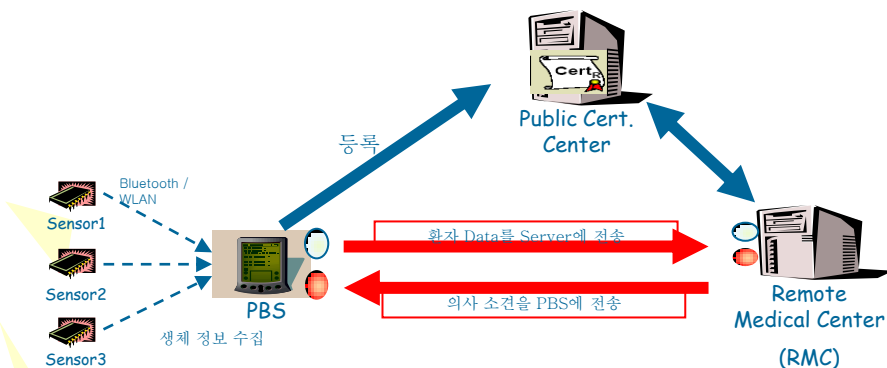 Cert
R
Public Cert.
Center
등록
Bluetooth /
WLAN
Sensor1
Sensor2
Sensor3
PBS
생체 정보 수집
환자 Data를 Server에 전송
의사 소견을 PBS에 전송
Remote
Medical Center
(RMC)